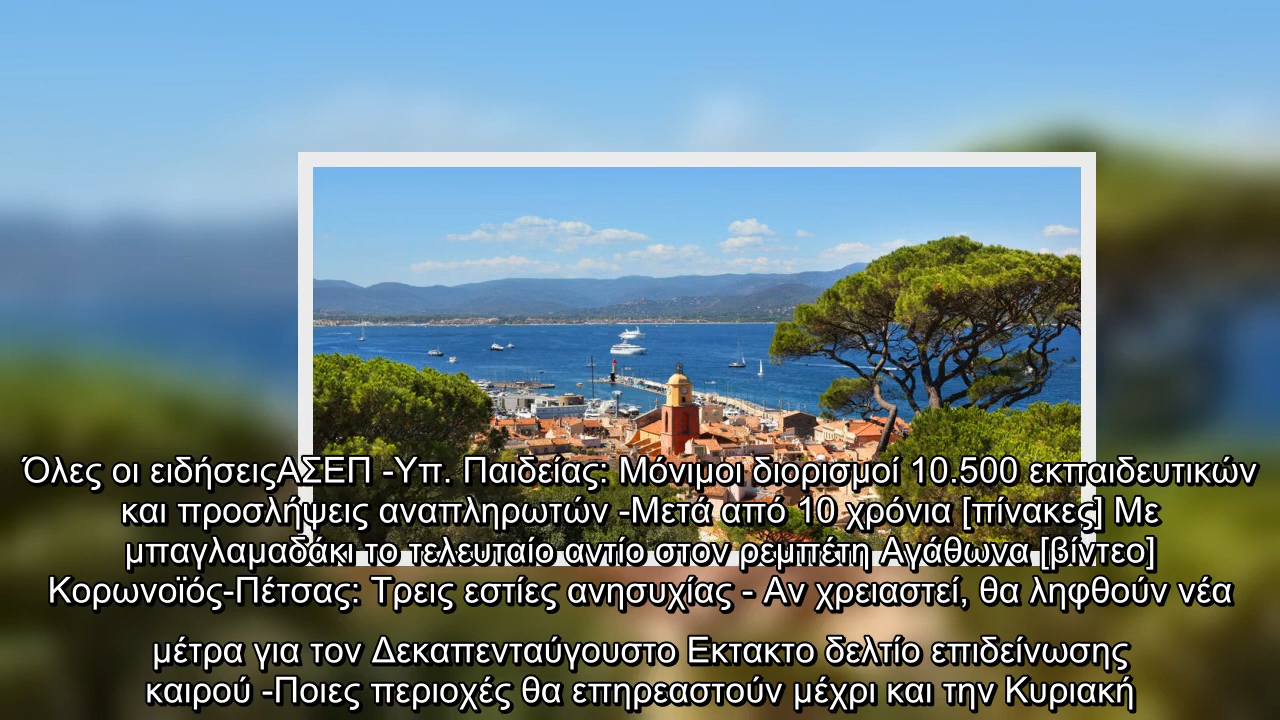 Όλες οι ειδήσειςΑΣΕΠ -Υπ. Παιδείας: Μόνιμοι διορισμοί 10.500 εκπαιδευτικών
και προσλήψεις αναπληρωτών -Μετά από 10 χρόνια [πίνακες] Με
μπαγλαμαδάκι το τελευταίο αντίο στον ρεμπέτη Αγάθωνα [βίντεο]
Κορωνοϊός-Πέτσας: Τρεις εστίες ανησυχίας - Αν χρειαστεί, θα ληφθούν νέα
μέτρα για τον Δεκαπενταύγουστο Εκτακτο δελτίο επιδείνωσης
καιρού -Ποιες περιοχές θα επηρεαστούν μέχρι και την Κυριακή